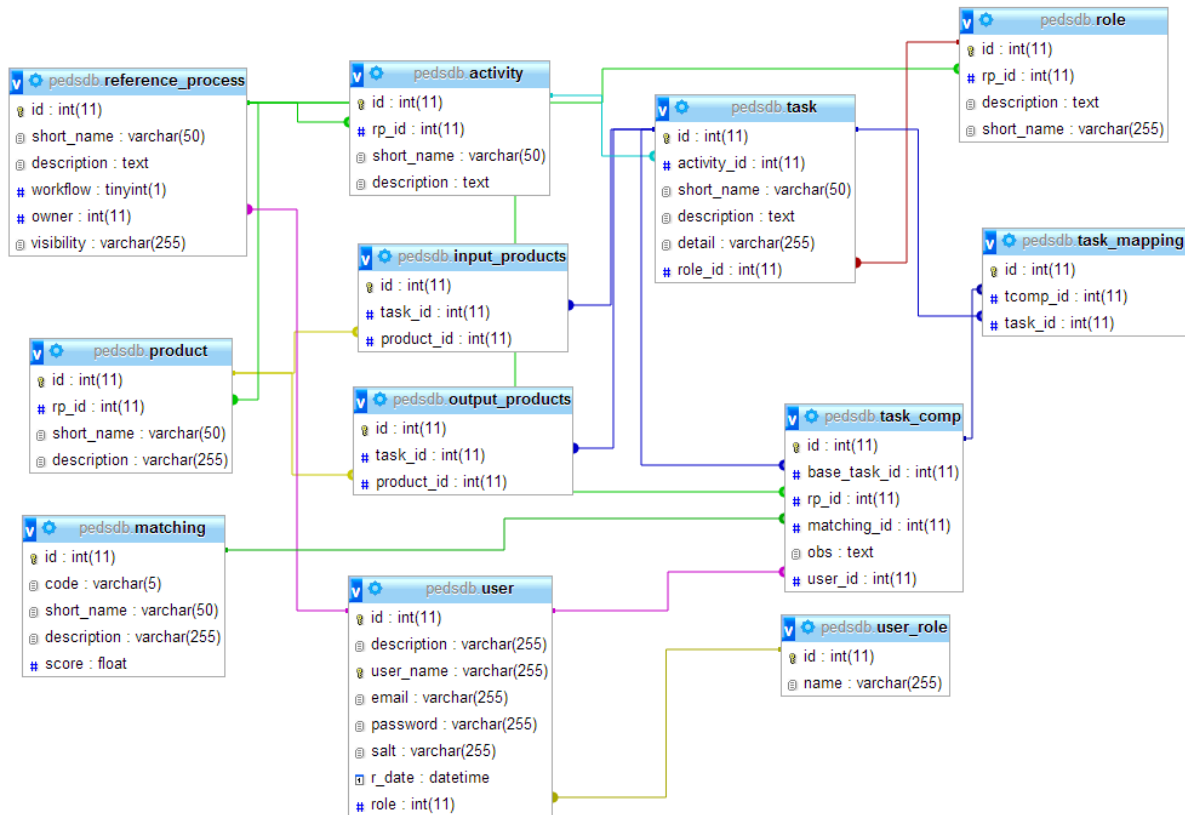 pedsdb.reference_process
id : int(11)
short_name : varchar(50)
description : text
workflow : tinyint(1)
owner : int(11)
visibility : varchar(255)
pedsdb.activity
id : int(11)
rp_id : int(11)
short_name : varchar(50)
description : text
pedsdb.task
id : int(11)
activity_id : int(11)
short_name : varchar(50)
description : text
detail : varchar(255)
role_id : int(11)
pedsdb.role
id : int(11)
rp_id : int(11)
description : text
short_name : varchar(255)
pedsdb.input_products
id : int(11)
task_id : int(11)
product_id : int(11)
pedsdb.task_mapping
id : int(11)
tcomp_id : int(11)
task_id : int(11)
pedsdb.product
id : int(11)
rp_id : int(11)
short_name : varchar(50)
description : varchar(255)
pedsdb.output_products
id : int(11)
task_id : int(11)
product_id : int(11)
pedsdb.task_comp
id : int(11)
base_task_id : int(11)
rp_id : int(11)
matching_id : int(11)
obs : text
user_id : int(11)
pedsdb.matching
id : int(11)
code : varchar(5)
short_name : varchar(50)
description : varchar(255)
score : float
pedsdb.user
id : int(11)
description : varchar(255)
user_name : varchar(255)
email : varchar(255)
password : varchar(255)
salt : varchar(255)
r_date : datetime
role : int(11)
pedsdb.user_role
id : int(11)
name : varchar(255)